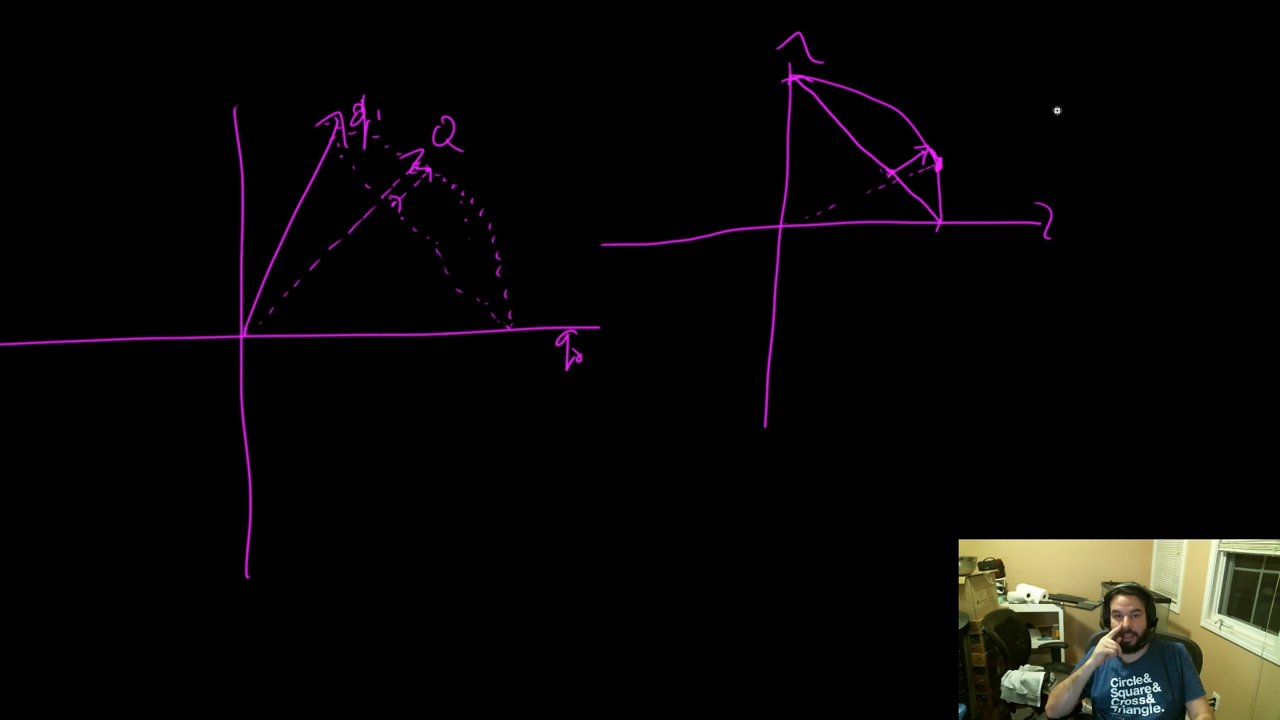 q'
Q
q
Circle&
Square&
Cross&
Triangle.